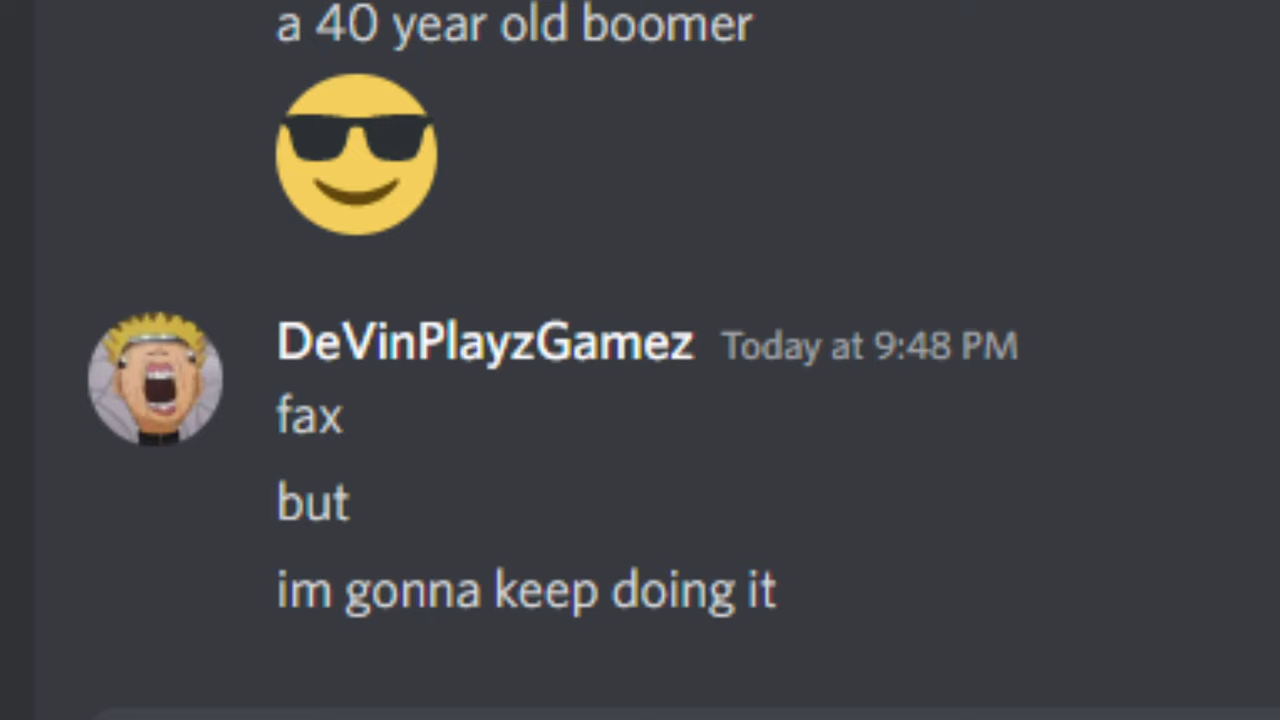 a 40 year old boomer
DeVinPlayzGamez Today at 9:48 PM
fax
but
im gonna keep doing it